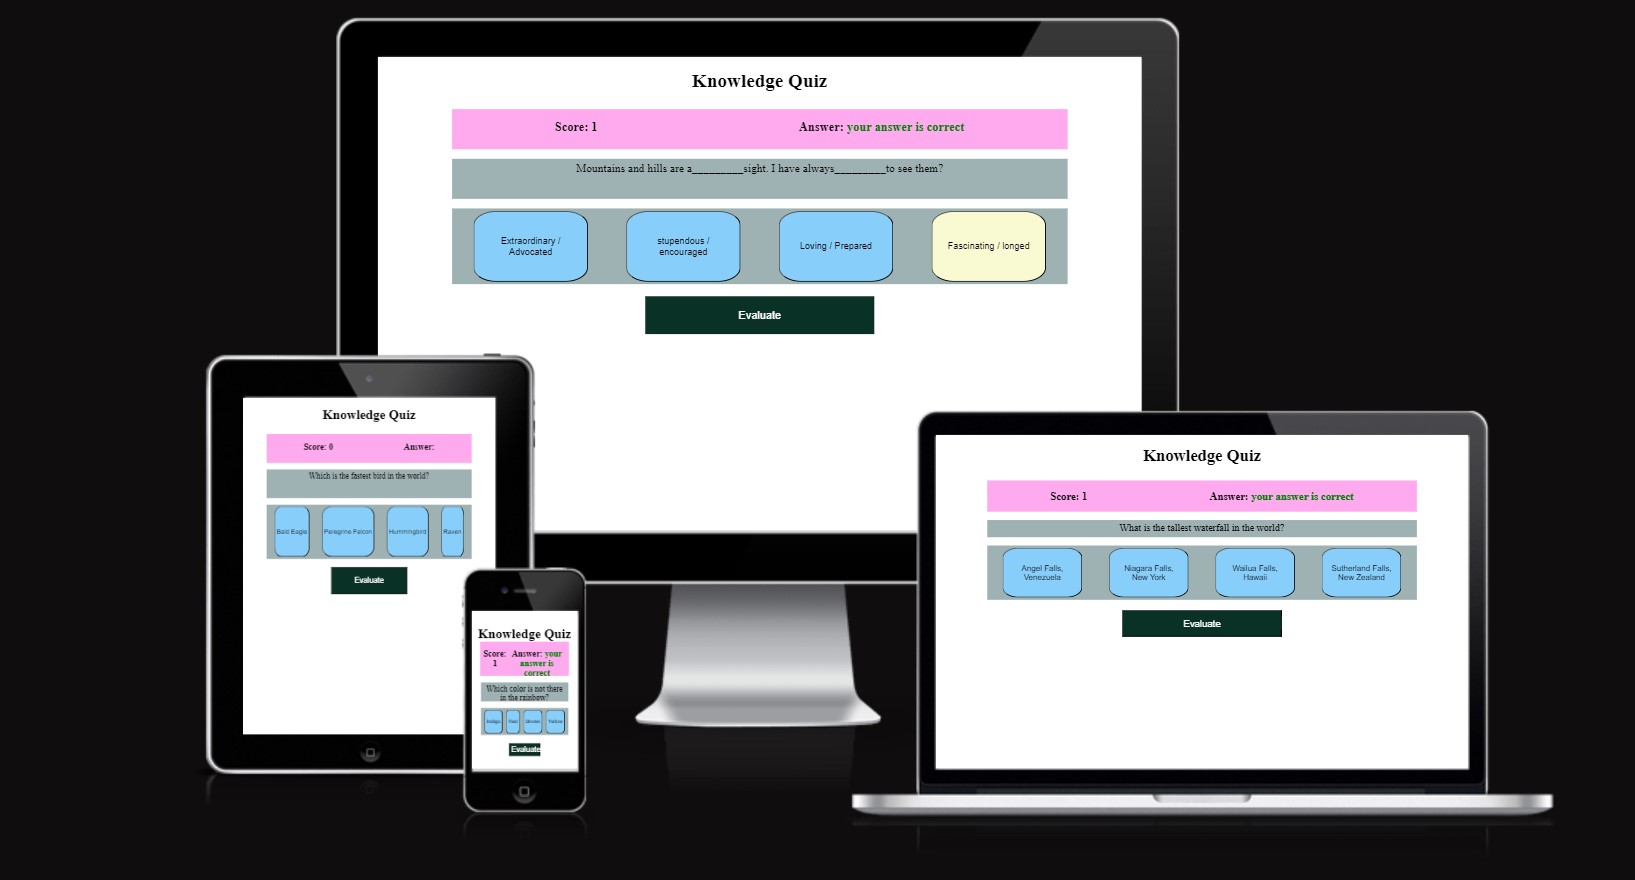 Knowledge Quiz
Score: 1
Answer: your answer is correct
Mountains and hills are a_________sight. I have always_________to see them?
Extraordinary /
Advocated
stupendous /
encouraged
Loving / Prepared
Fascinating / longed
Evaluate
Knowledge Quiz
Score: 0
Answer:
Which is the fastest bird in the world?
Bald Eagle
Peregrine Falcon
Hummingbird
Raven
Evaluate
Knowledge Quiz
Score:
1
Answer: your
answer is
correct
Which color is not there
in the rainbow?
Indigo
Yellow
Evaluate
Knowledge Quiz
Score: 1
Answer: your answer is correct
What is the tallest waterfall in the world?
Angel Falls,
Venezuela
Niagara Falls,
New York
Wailua Falls,
Hawaii
Sutherland Falls,
New Zealand
Evaluate